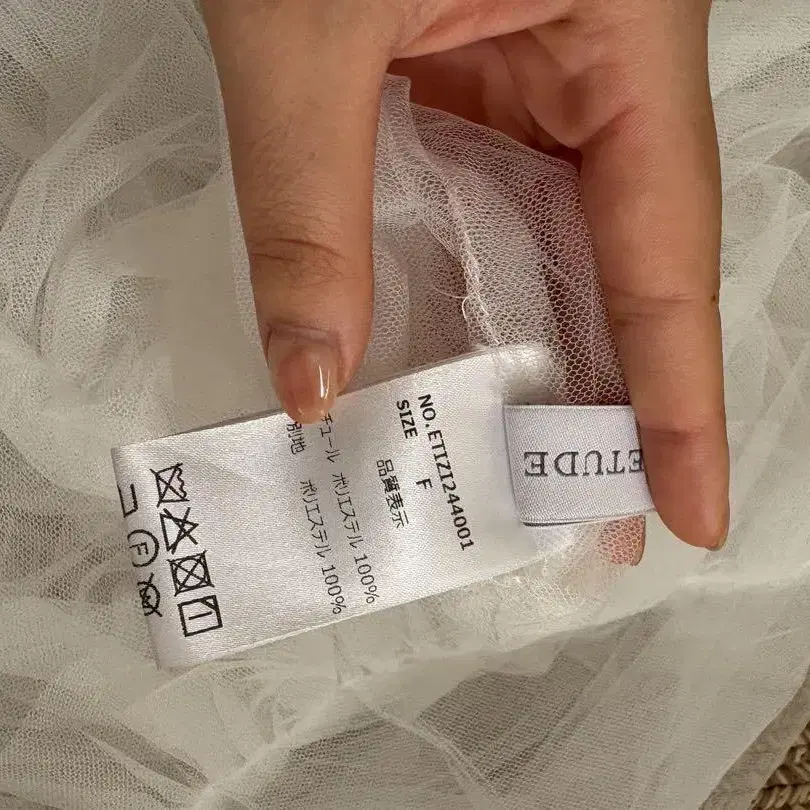 ETUDE
NO.ETIZI244001
SIZE F
品質表示
チュール ポリエステル 100%
別地 ポリエステル 100%
F